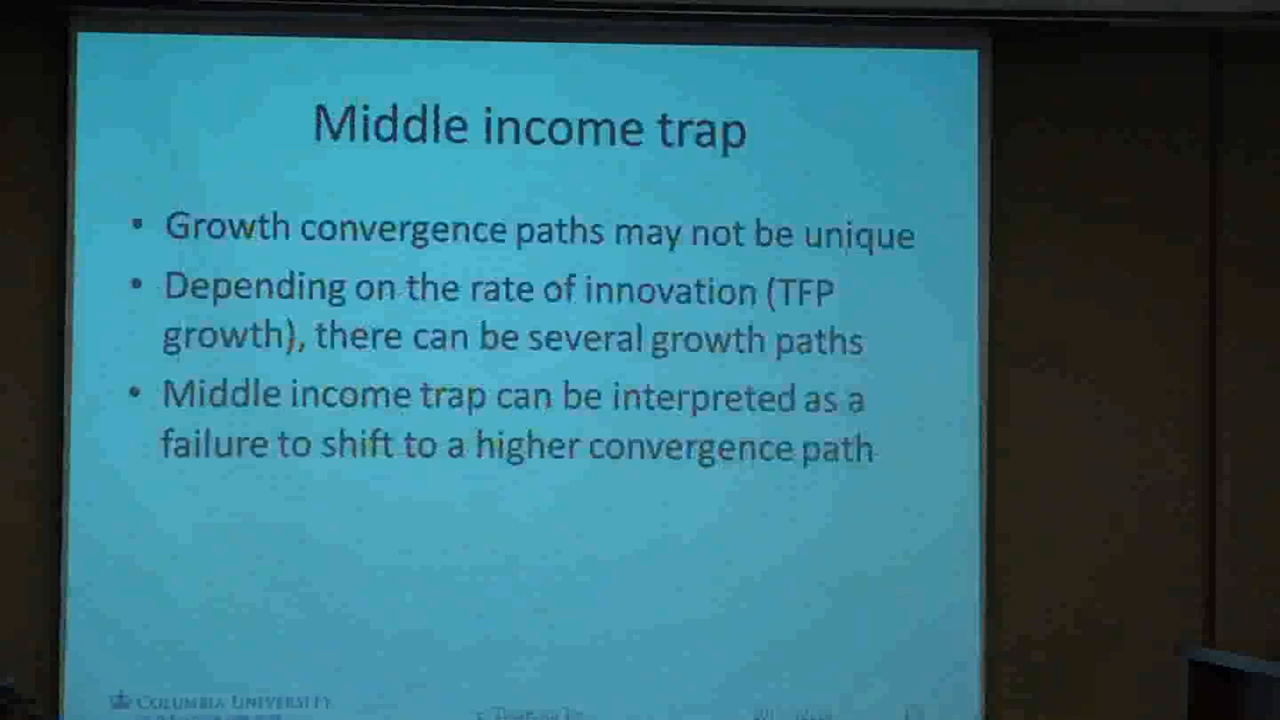 Middle income trap
• Growth convergence paths may not be unique
• Depending on the rate of innovation (TFP
growth), there can be several growth paths
• Middle income trap can be interpreted as a
failure to shift to a higher convergence path
COLUMBIA UNIVERSITY